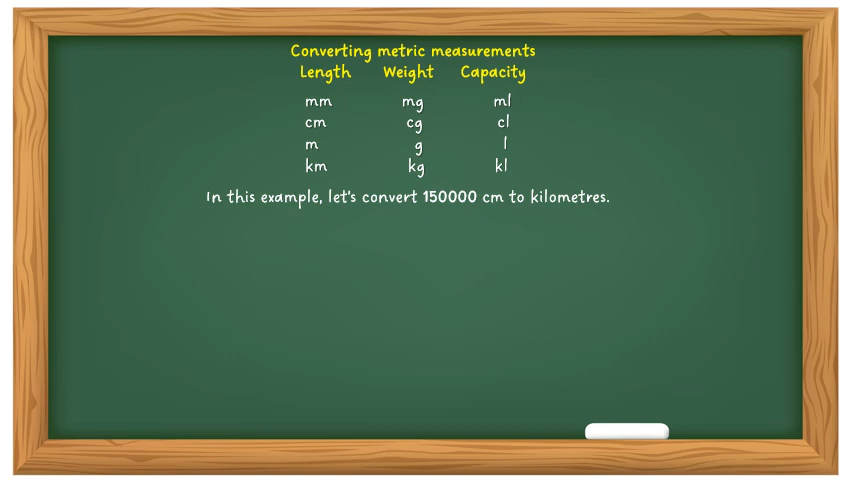 Converting metric measurements
Length Weight Capacity
mm mg ml
cm cg cl
m g l
km kg kl
In this example, let's convert 150000 cm to kilometres.